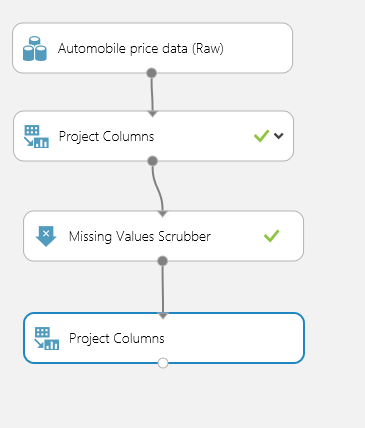 Automobile price data (Raw)
Project Columns
Missing Values Scrubber
Project Columns